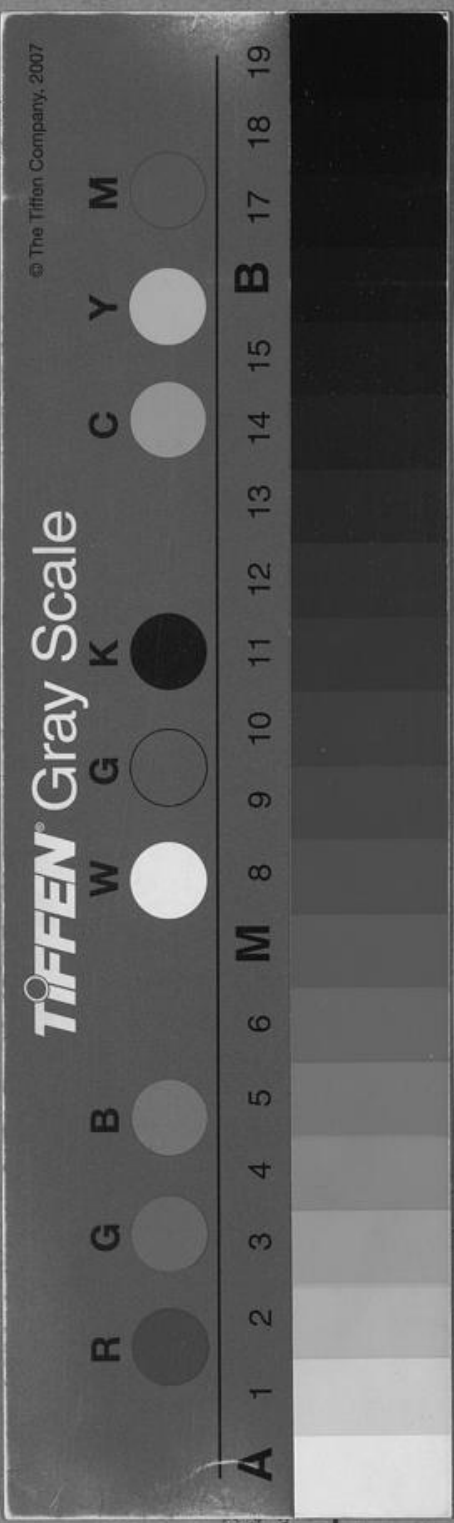 TIFFEN® Gray Scale
© The Tiffen Company, 2007
R G B W G K C Y M
A 1 2 3 4 5 6 M 8 9 10 11 12 13 14 15 B 17 18 19